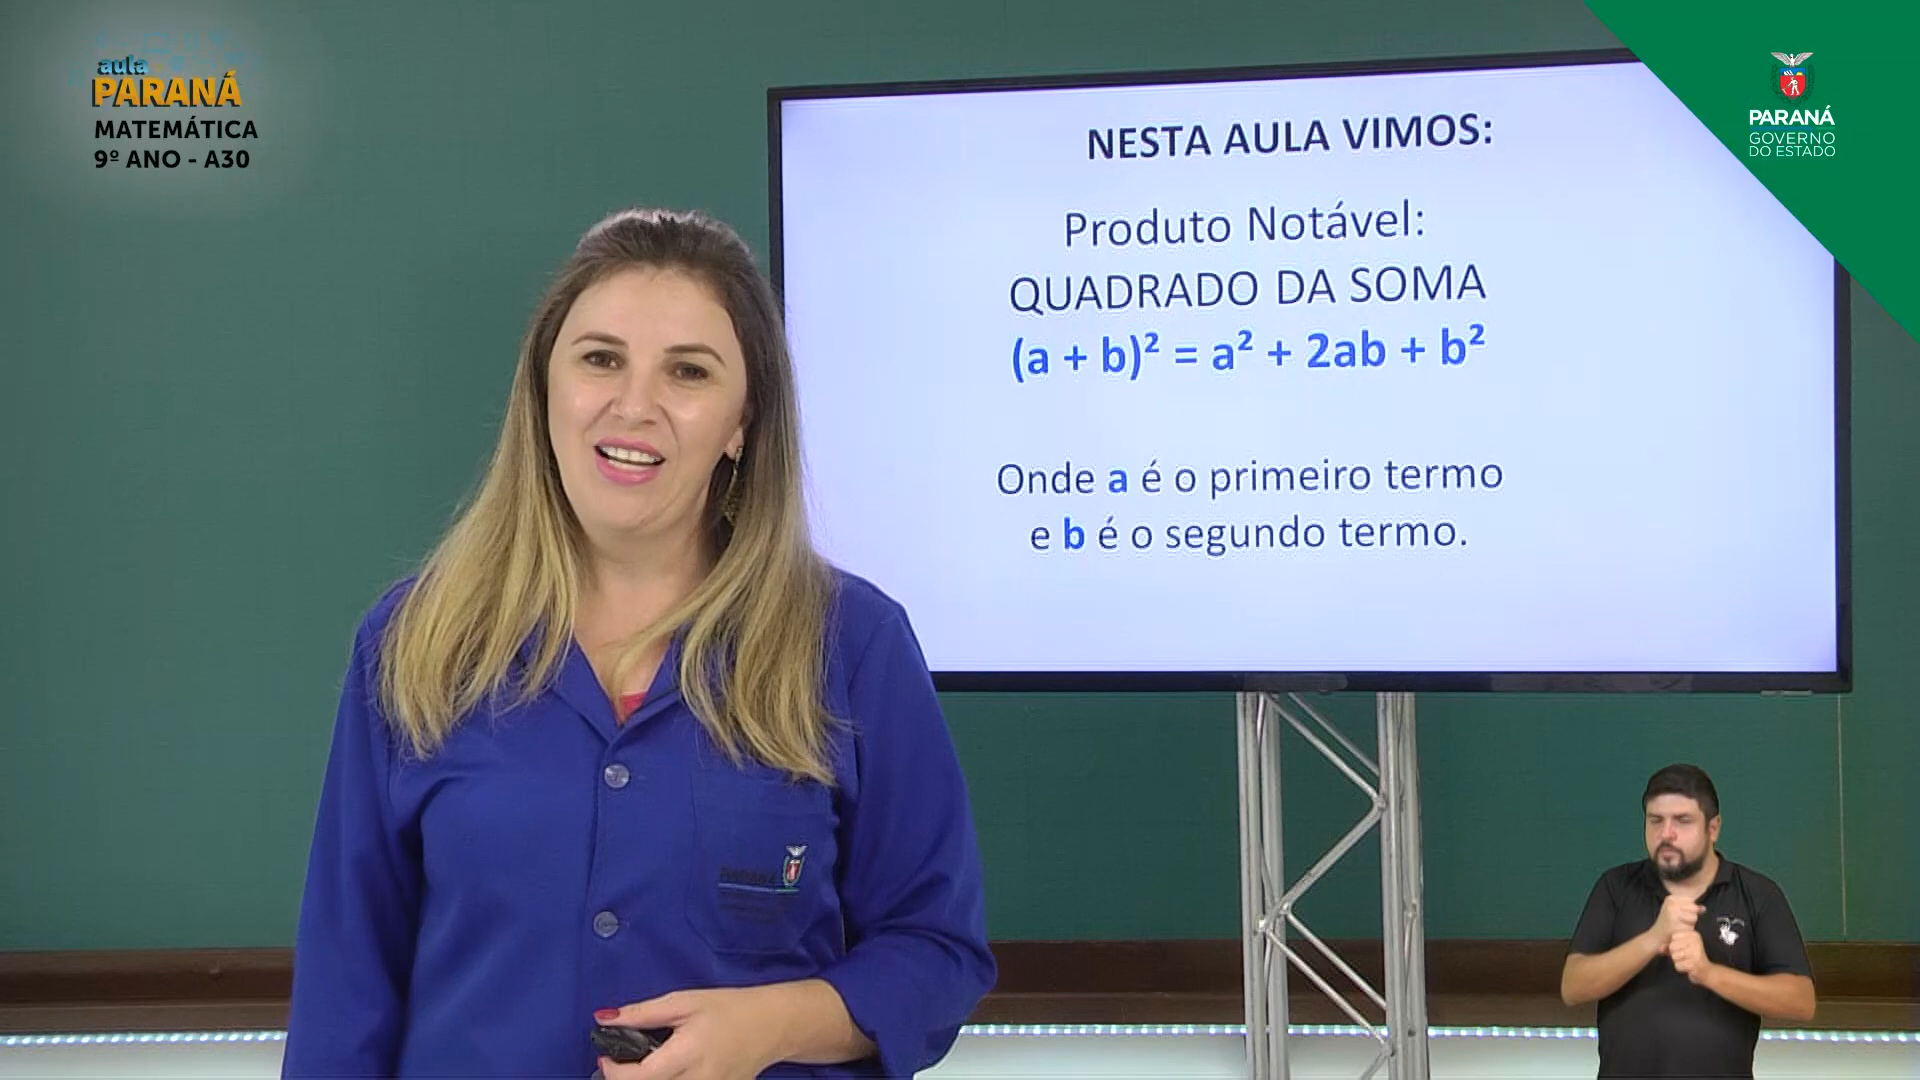 aula
PARANÁ
MATEMÁTICA
9º ANO - A30
NESTA AULA VIMOS:
Produto Notável:
QUADRADO DA SOMA
(a + b)² = a² + 2ab + b²
Onde a é o primeiro termo
e b é o segundo termo.
PARANÁ
GOVERNO
DO ESTADO
PARANÁ